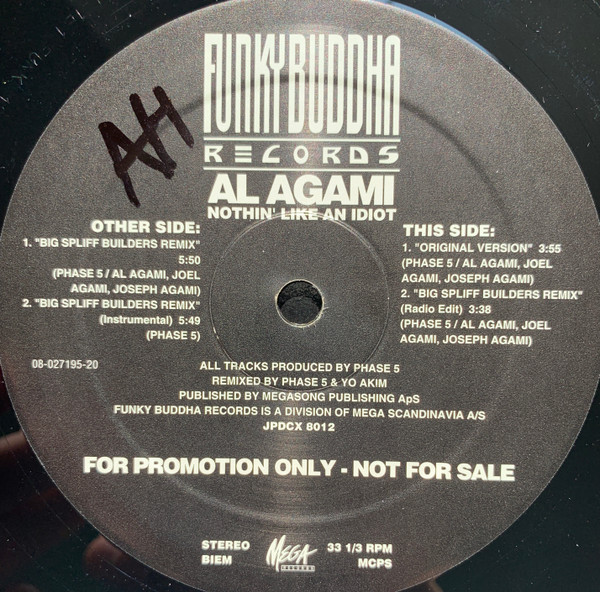 FUNKY BUDDHA
RECORDS
AH
AL AGAMI
NOTHIN' LIKE AN IDIOT
OTHER SIDE:
1. "BIG SPLIFF BUILDERS REMIX"
5:50
(PHASE 5 / AL AGAMI, JOEL
AGAMI, JOSEPH AGAMI)
2. "BIG SPLIFF BUILDERS REMIX"
(Instrumental) 5:49
(PHASE 5)
08-027195-20
THIS SIDE:
1. "ORIGINAL VERSION" 3:55
(PHASE 5 / AL AGAMI, JOEL
AGAMI, JOSEPH AGAMI)
2. "BIG SPLIFF BUILDERS REMIX"
(Radio Edit) 3:38
(PHASE 5 / AL AGAMI, JOEL
AGAMI, JOSEPH AGAMI)
ALL TRACKS PRODUCED BY PHASE 5
REMIXED BY PHASE 5 & YO AKIM
PUBLISHED BY MEGASONG PUBLISHING ApS
FUNKY BUDDHA RECORDS IS A DIVISION OF MEGA SCANDINAVIA A/S
JPDCX 8012
FOR PROMOTION ONLY - NOT FOR SALE
STEREO
BIEM
MEGA
RECORDS
33 1/3 RPM
MCPS